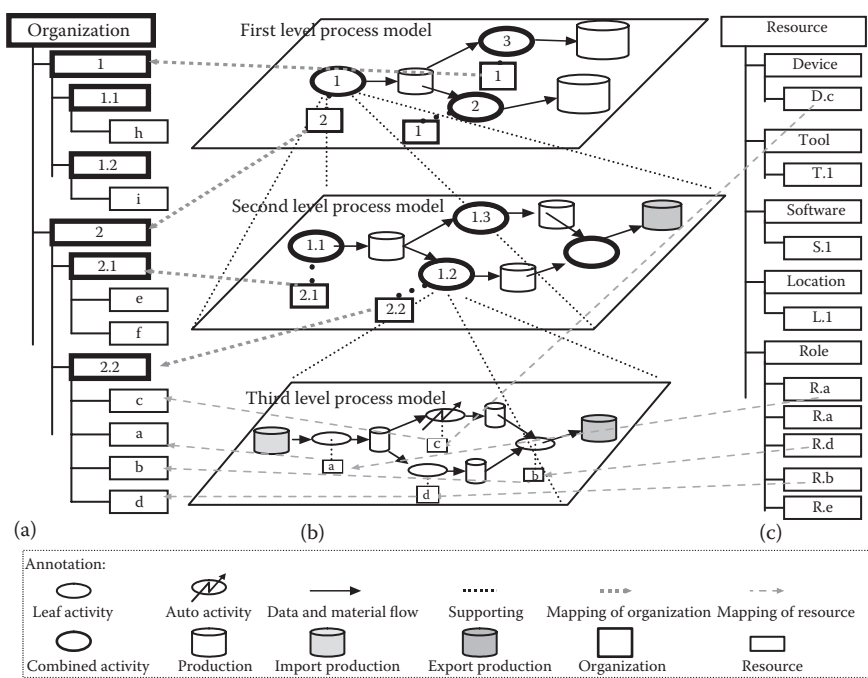 Organization
1
1.1
h
1.2
i
2
2.1
e
f
2.2
c
a
b
d
(a)
First level process model
3
1
1
2
2
1
Second level process model
1.3
1.1
1.2
2.1
2.2
Third level process model
c
a
b
d
(b)
Resource
Device
D.c
Tool
T.1
Software
S.1
Location
L.1
Role
R.a
R.a
R.d
R.b
R.e
(c)
Annotation:
Leaf activity
Auto activity
Data and material flow
Supporting
Mapping of organization
Mapping of resource
Combined activity
Production
Import production
Export production
Organization
Resource